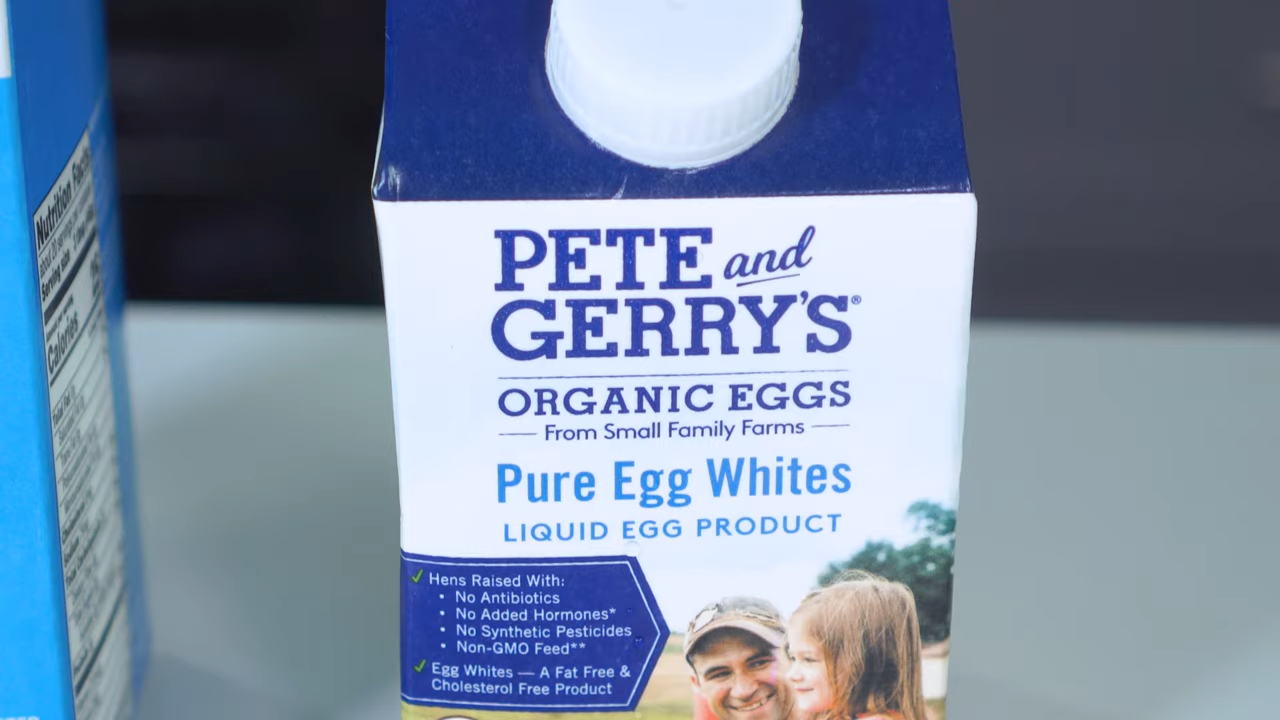 PETE and
GERRY'S®
ORGANIC EGGS
From Small Family Farms
Pure Egg Whites
LIQUID EGG PRODUCT
✓ Hens Raised With:
• No Antibiotics
• No Added Hormones*
• No Synthetic Pesticides
• Non-GMO Feed**
✓ Egg Whites — A Fat Free &
Cholesterol Free Product
Nutrition Facts
Serving size
Calories